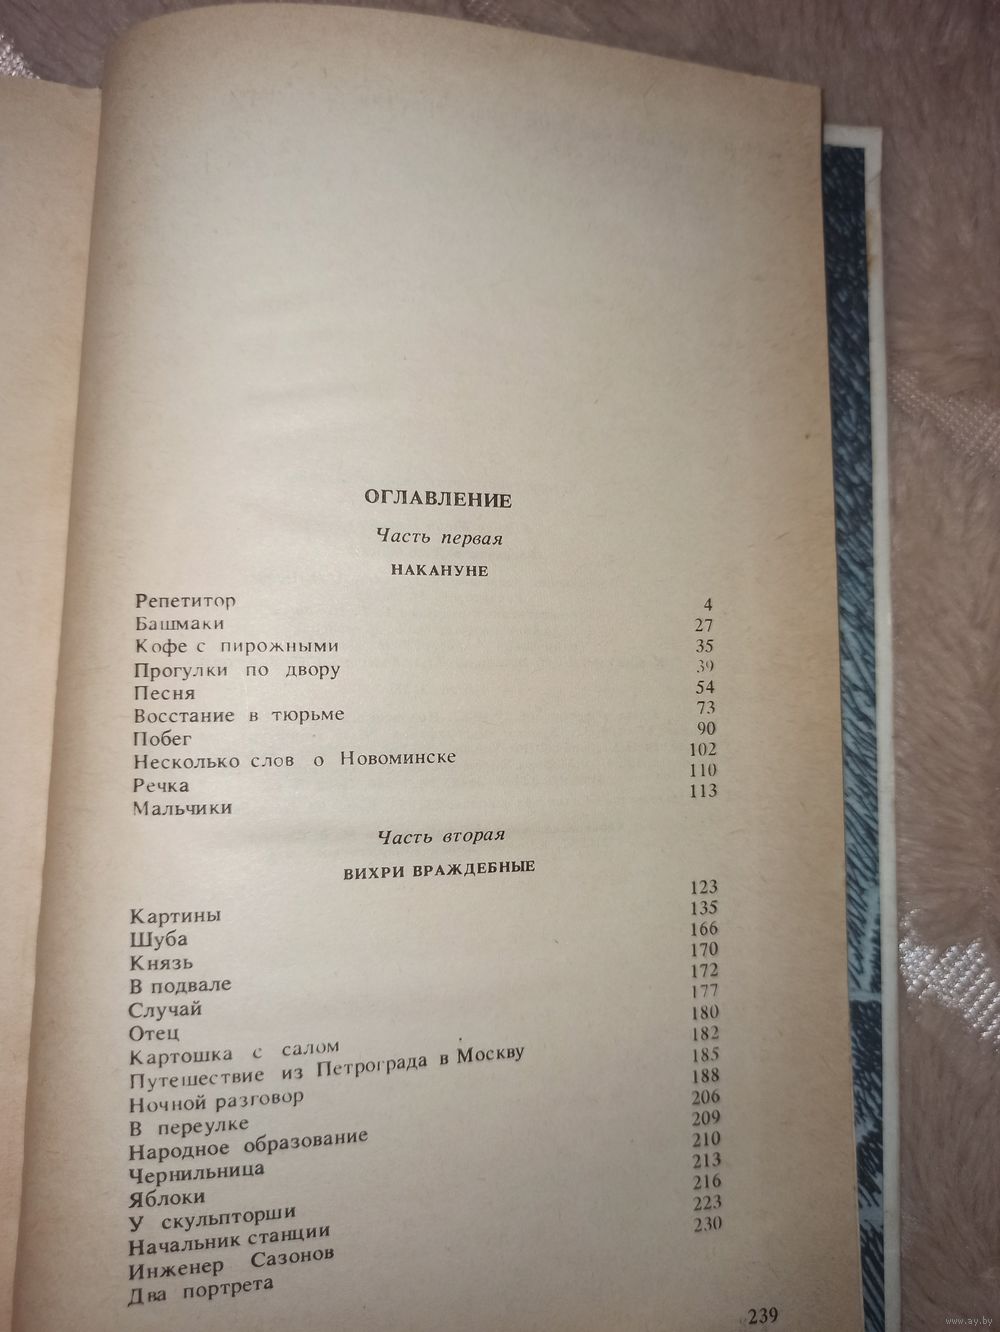 ОГЛАВЛЕНИЕ
Часть первая
НАКАНУНЕ
Репетитор 4
Башмаки 27
Кофе с пирожными 35
Прогулки по двору 39
Песня 54
Восстание в тюрьме 73
Побег 90
Несколько слов о Новоминске 102
Речка 110
Мальчики 113
Часть вторая
ВИХРИ ВРАЖДЕБНЫЕ
Картины 123
Шуба 135
Князь 166
В подвале 170
Случай 172
Отец 177
Картошка с салом 180
Путешествие из Петрограда в Москву 182
Ночной разговор 185
В переулке 188
Народное образование 206
Чернильница 209
Яблоки 210
У скульпторши 213
Начальник станции 216
Инженер Сазонов 223
Два портрета 230
239
www.ay.by